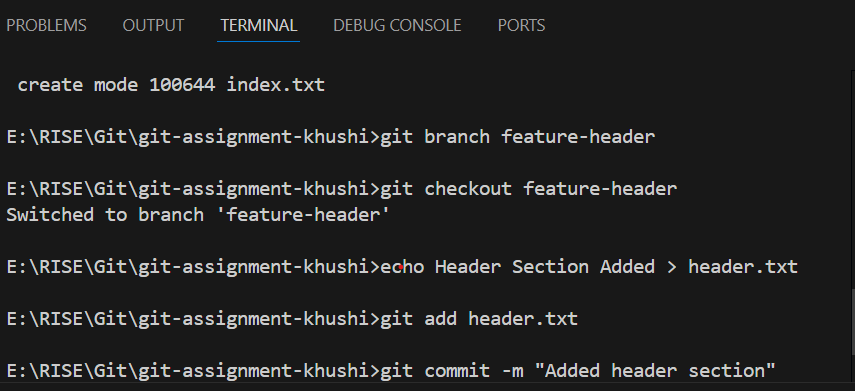 PROBLEMS OUTPUT TERMINAL DEBUG CONSOLE PORTS
create mode 100644 index.txt
E:\RISE\Git\git-assignment-khushi>git branch feature-header
E:\RISE\Git\git-assignment-khushi>git checkout feature-header
Switched to branch 'feature-header'
E:\RISE\Git\git-assignment-khushi>echo Header Section Added > header.txt
E:\RISE\Git\git-assignment-khushi>git add header.txt
E:\RISE\Git\git-assignment-khushi>git commit -m "Added header section"